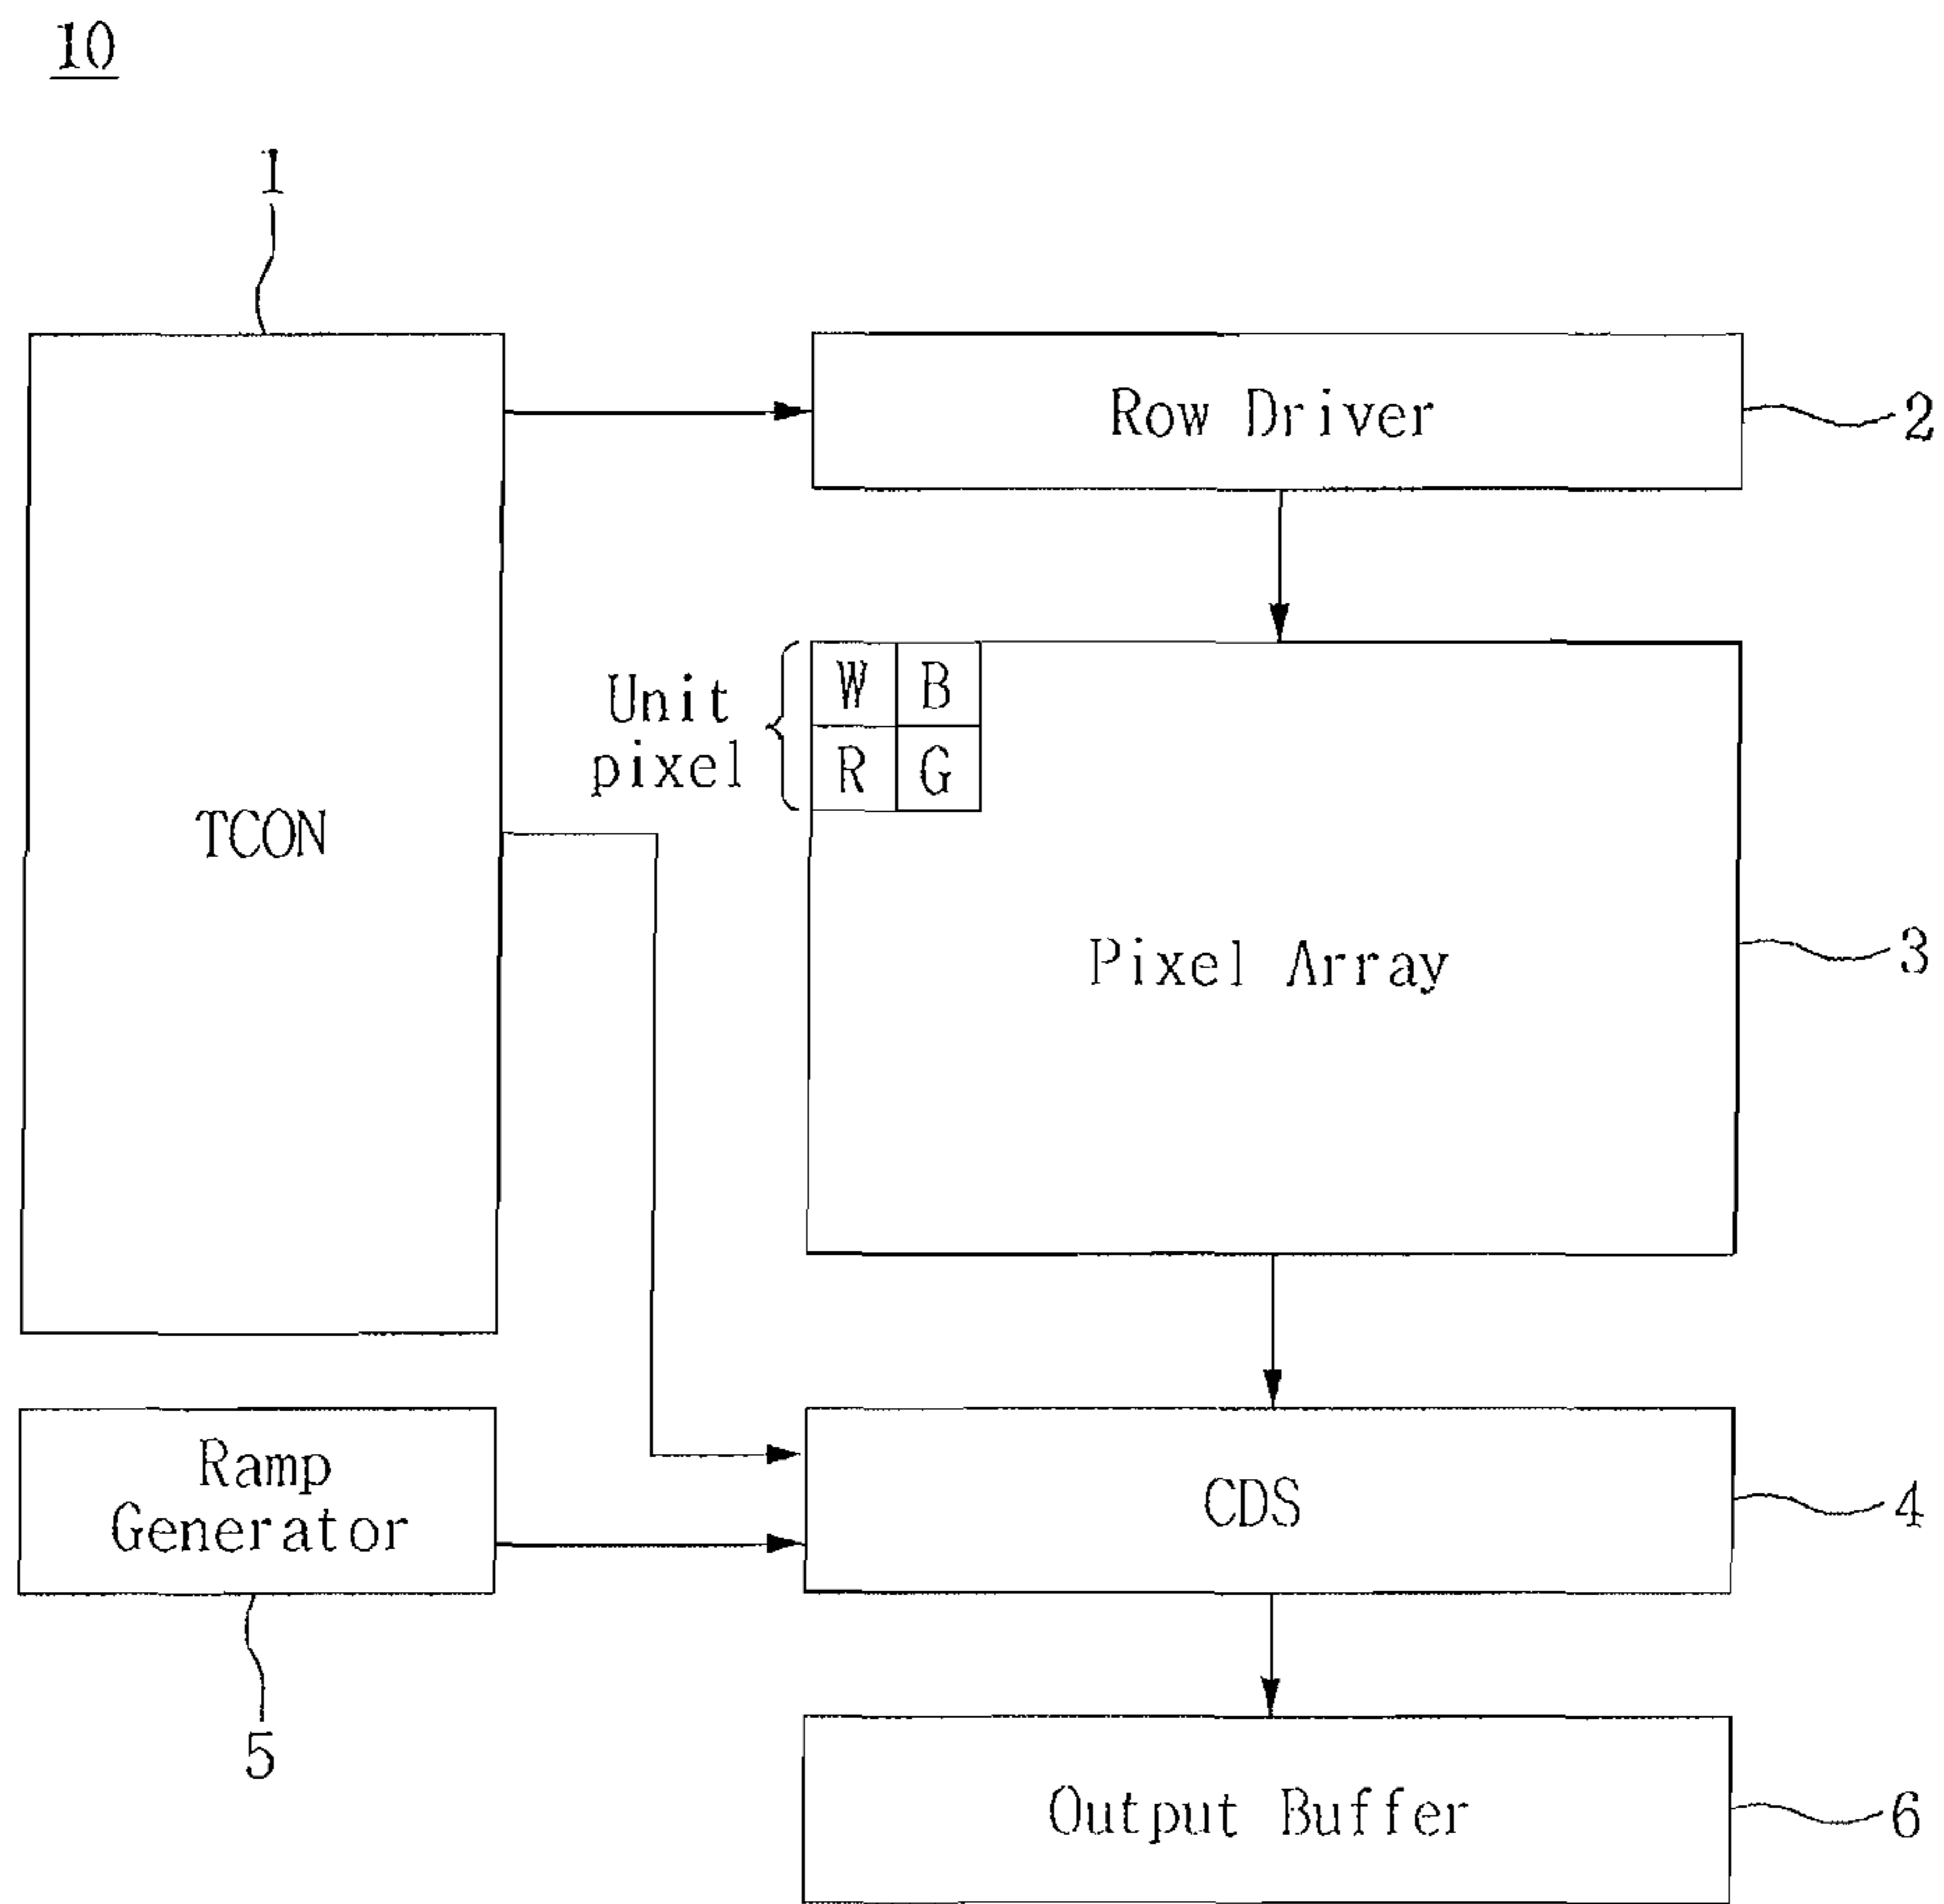 10
1
Row Driver
2
Unit
pixel
W B
R G
TCON
Pixel Array
3
Ramp
Generator
CDS
4
5
Output Buffer
6